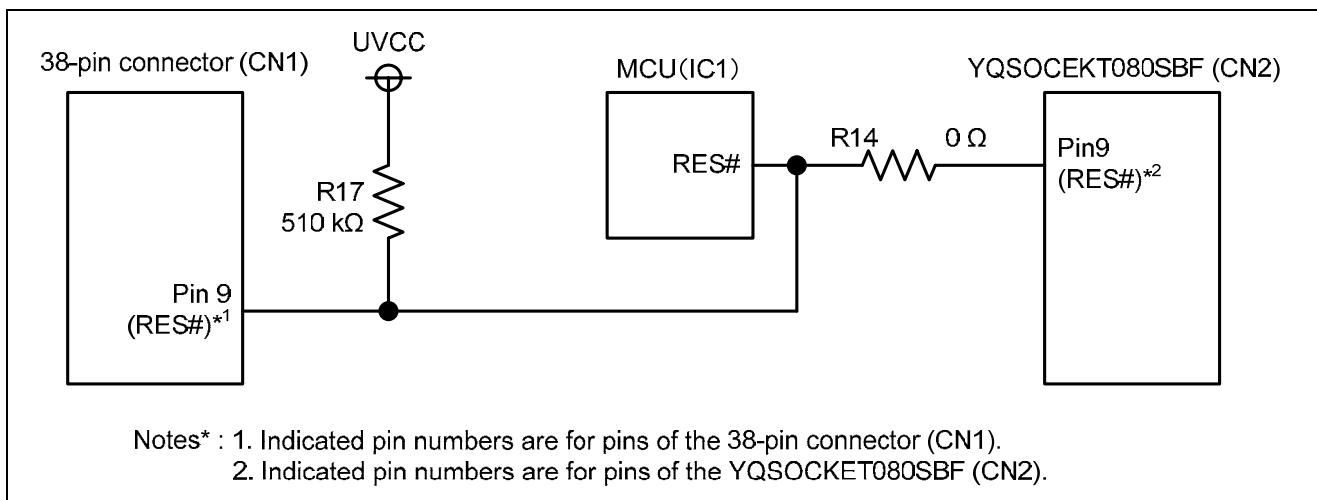 UVCC
38-pin connector (CN1)
MCU(IC1)
YQSOCEKT080SBF (CN2)
R14
0 Ω
RES#
Pin9
(RES#)*2
R17
510 kΩ
Pin 9
(RES#)*1
Notes* : 1. Indicated pin numbers are for pins of the 38-pin connector (CN1).
2. Indicated pin numbers are for pins of the YQSOCKET080SBF (CN2).